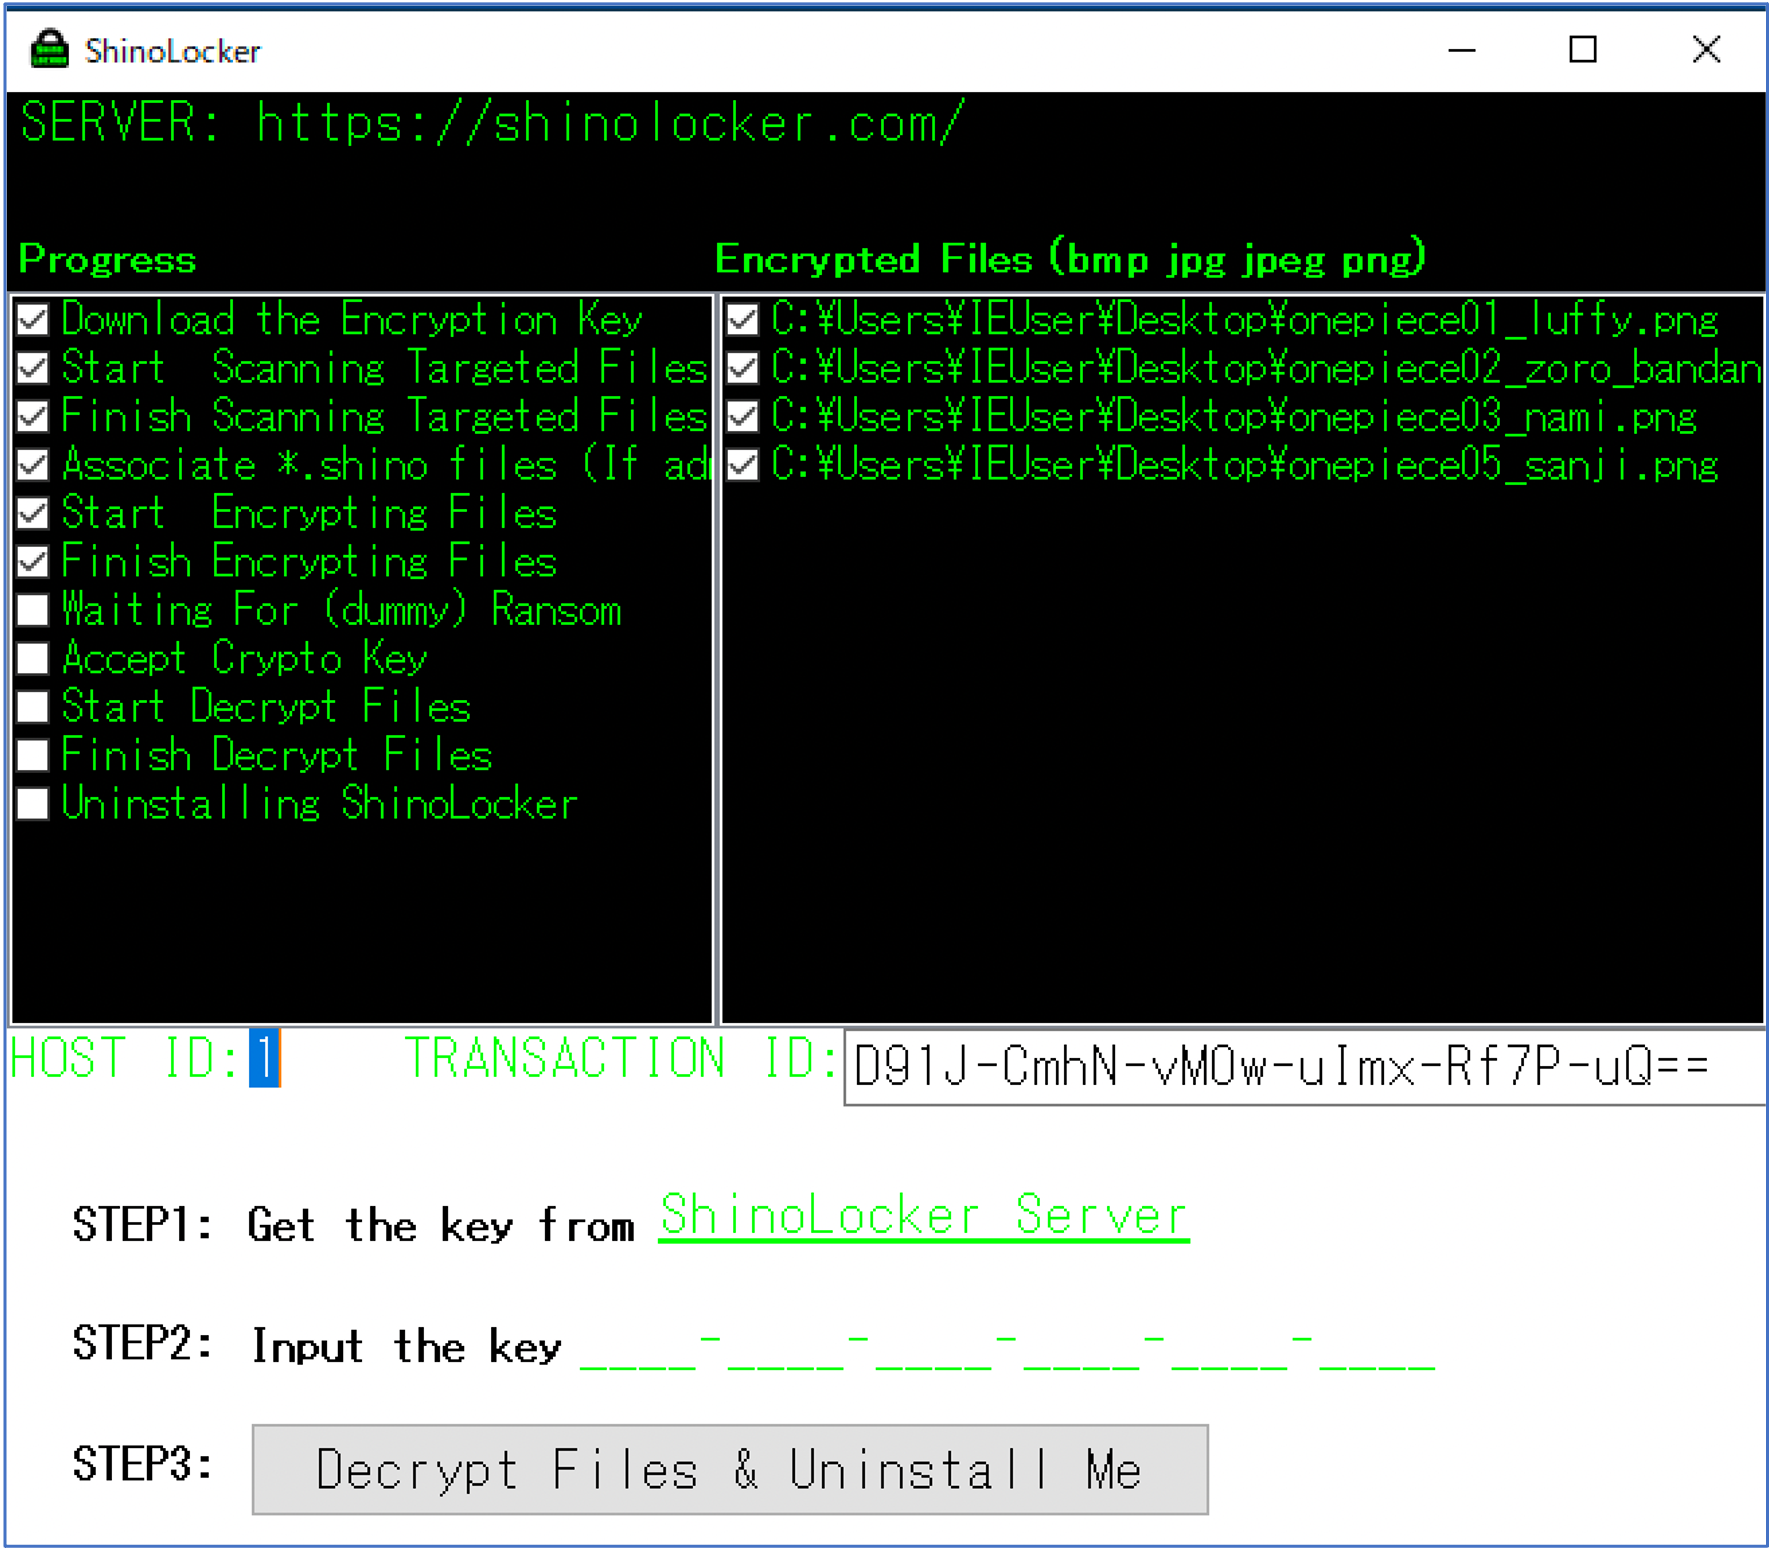 ShinoLocker
SERVER: https://shinolocker.com/
Progress
Encrypted Files (bmp jpg jpeg png)
Download the Encryption Key
Start Scanning Targeted Files
Finish Scanning Targeted Files
Associate *.shino files (If
Start Encrypting Files
Finish Encrypting Files
Waiting For (dummy) Ransom
Accept Crypto Key
Start Decrypt Files
Finish Decrypt Files
Uninstalling ShinoLocker
C:¥Users¥IEUser¥Desktop¥onepiece01_luffy.png
C:¥Users¥IEUser¥Desktop¥onepiece02_zoro_bandan
C:¥Users¥IEUser¥Desktop¥onepiece03_nami.png
C:¥Users¥IEUser¥Desktop¥onepiece05_sanji.png
HOST ID: 1 TRANSACTION ID: D91J-CmhN-vMOw-uImx-Rf7P-uQ==
STEP1: Get the key from ShinoLocker Server
STEP2: Input the key ____-____-____-____-____-____
STEP3: Decrypt Files & Uninstall Me